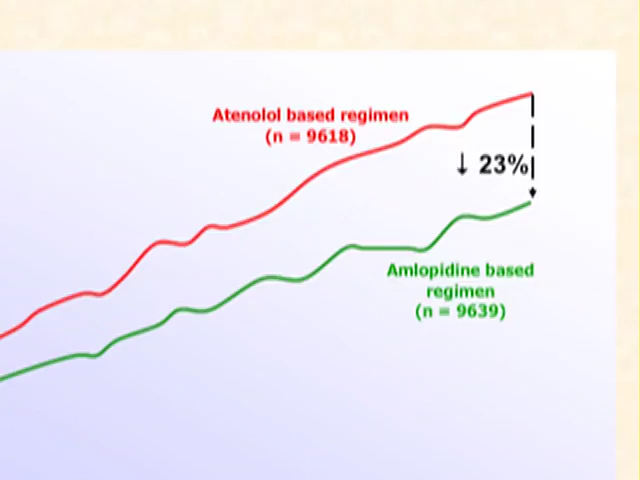 Atenolol based regimen
(n = 9618)
↓ 23%
Amlopidine based
regimen
(n = 9639)